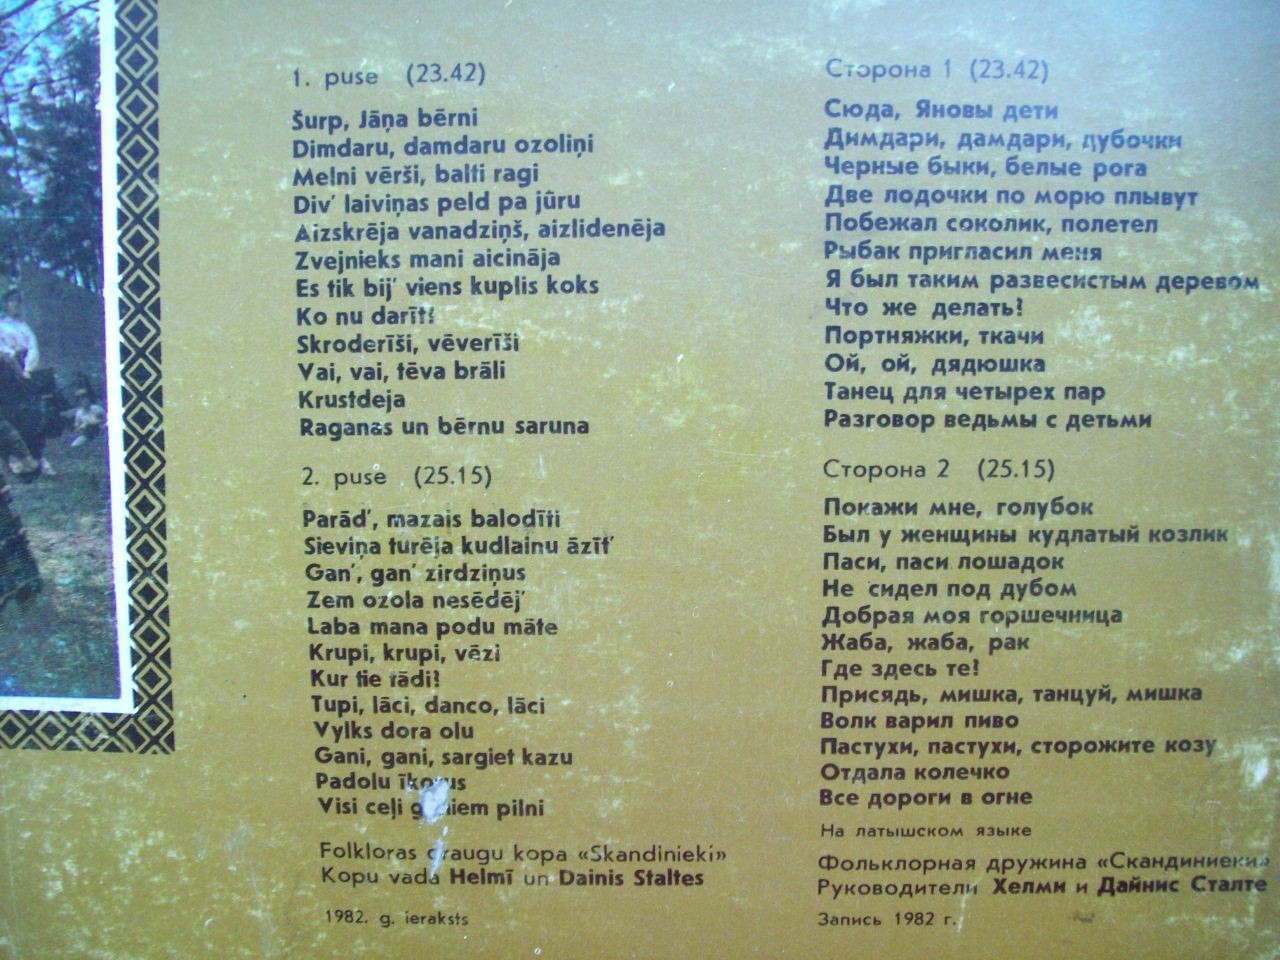 1. puse (23.42)
Šurp, Jāņa bērni
Dimdaru, damdaru ozoliņi
Melni vērši, balti ragi
Div' laiviņas peld pa jūru
Aizskrēja vanadziņš, aizlidenēja
Zvejnieks mani aicināja
Es tik bij' viens kuplis koks
Ko nu darīt!
Skroderīši, vēverīši
Vai, vai, tēva brāli
Krustdeja
Raganas un bērnu saruna
2. puse (25.15)
Parād', mazais balodīti
Sieviņa turēja kudlainu āzīt'
Gan', gan' zirdziņus
Zem ozola nesēdēj'
Laba mana podu māte
Krupi, krupi, vēzi
Kur tie tādi!
Tupi, lāci, danco, lāci
Vylks dora olu
Gani, gani, sargiet kazu
Padolu
Visi ceļi pilni
Folkloras draugu kopa «Skandinieki»
Kopu vada Helmī un Dainis Staltes
1982. g. ieraksts
Сторона 1 (23.42)
Сюда, Яновы дети
Димдари, дамдари, дубочки
Черные быки, белые рога
Две лодочки по морю плывут
Побежал соколик, полетел
Рыбак пригласил меня
Я был таким развесистым деревом
Что же делать!
Портняжки, ткачи
Ой, ой, дядюшка
Танец для четырех пар
Разговор ведьмы с детьми
Сторона 2 (25.15)
Покажи мне, голубок
Был у женщины кудлатый козлик
Паси, паси лошадок
Не сидел под дубом
Добрая моя горшечница
Жаба, жаба, рак
Где здесь те!
Присядь, мишка, танцуй, мишка
Волк варил пиво
Пастухи, пастухи, сторожите козу
Отдала колечко
Все дороги в огне
На латышском языке
Фольклорная дружина «Скандиниеки»
Руководители Хелми и Дайнис Сталте
Запись 1982 г.